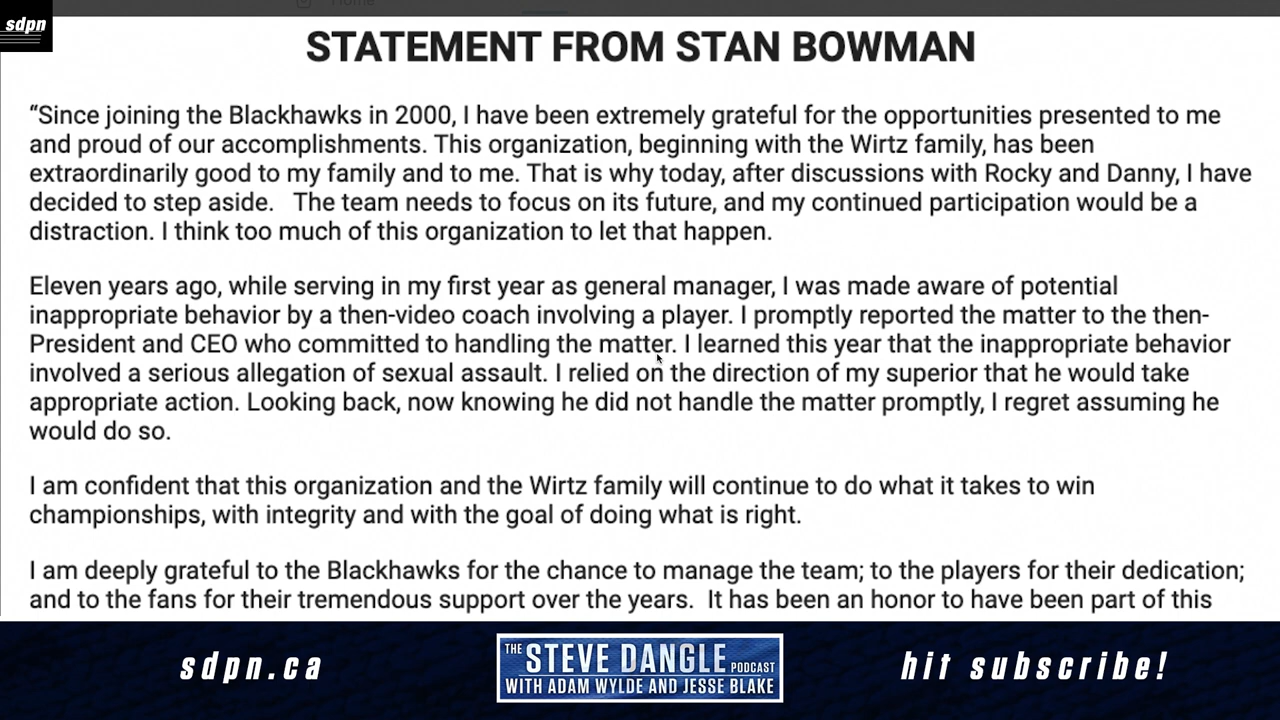 Home
sdpn
STATEMENT FROM STAN BOWMAN
“Since joining the Blackhawks in 2000, I have been extremely grateful for the opportunities presented to me
and proud of our accomplishments. This organization, beginning with the Wirtz family, has been
extraordinarily good to my family and to me. That is why today, after discussions with Rocky and Danny, I have
decided to step aside.   The team needs to focus on its future, and my continued participation would be a
distraction. I think too much of this organization to let that happen.
Eleven years ago, while serving in my first year as general manager, I was made aware of potential
inappropriate behavior by a then-video coach involving a player. I promptly reported the matter to the then-
President and CEO who committed to handling the matter. I learned this year that the inappropriate behavior
involved a serious allegation of sexual assault. I relied on the direction of my superior that he would take
appropriate action. Looking back, now knowing he did not handle the matter promptly, I regret assuming he
would do so.
I am confident that this organization and the Wirtz family will continue to do what it takes to win
championships, with integrity and with the goal of doing what is right.
I am deeply grateful to the Blackhawks for the chance to manage the team; to the players for their dedication;
and to the fans for their tremendous support over the years.  It has been an honor to have been part of this
sdpn.ca
THE STEVE DANGLE PODCAST
WITH ADAM WYLDE AND JESSE BLAKE
hit subscribe!